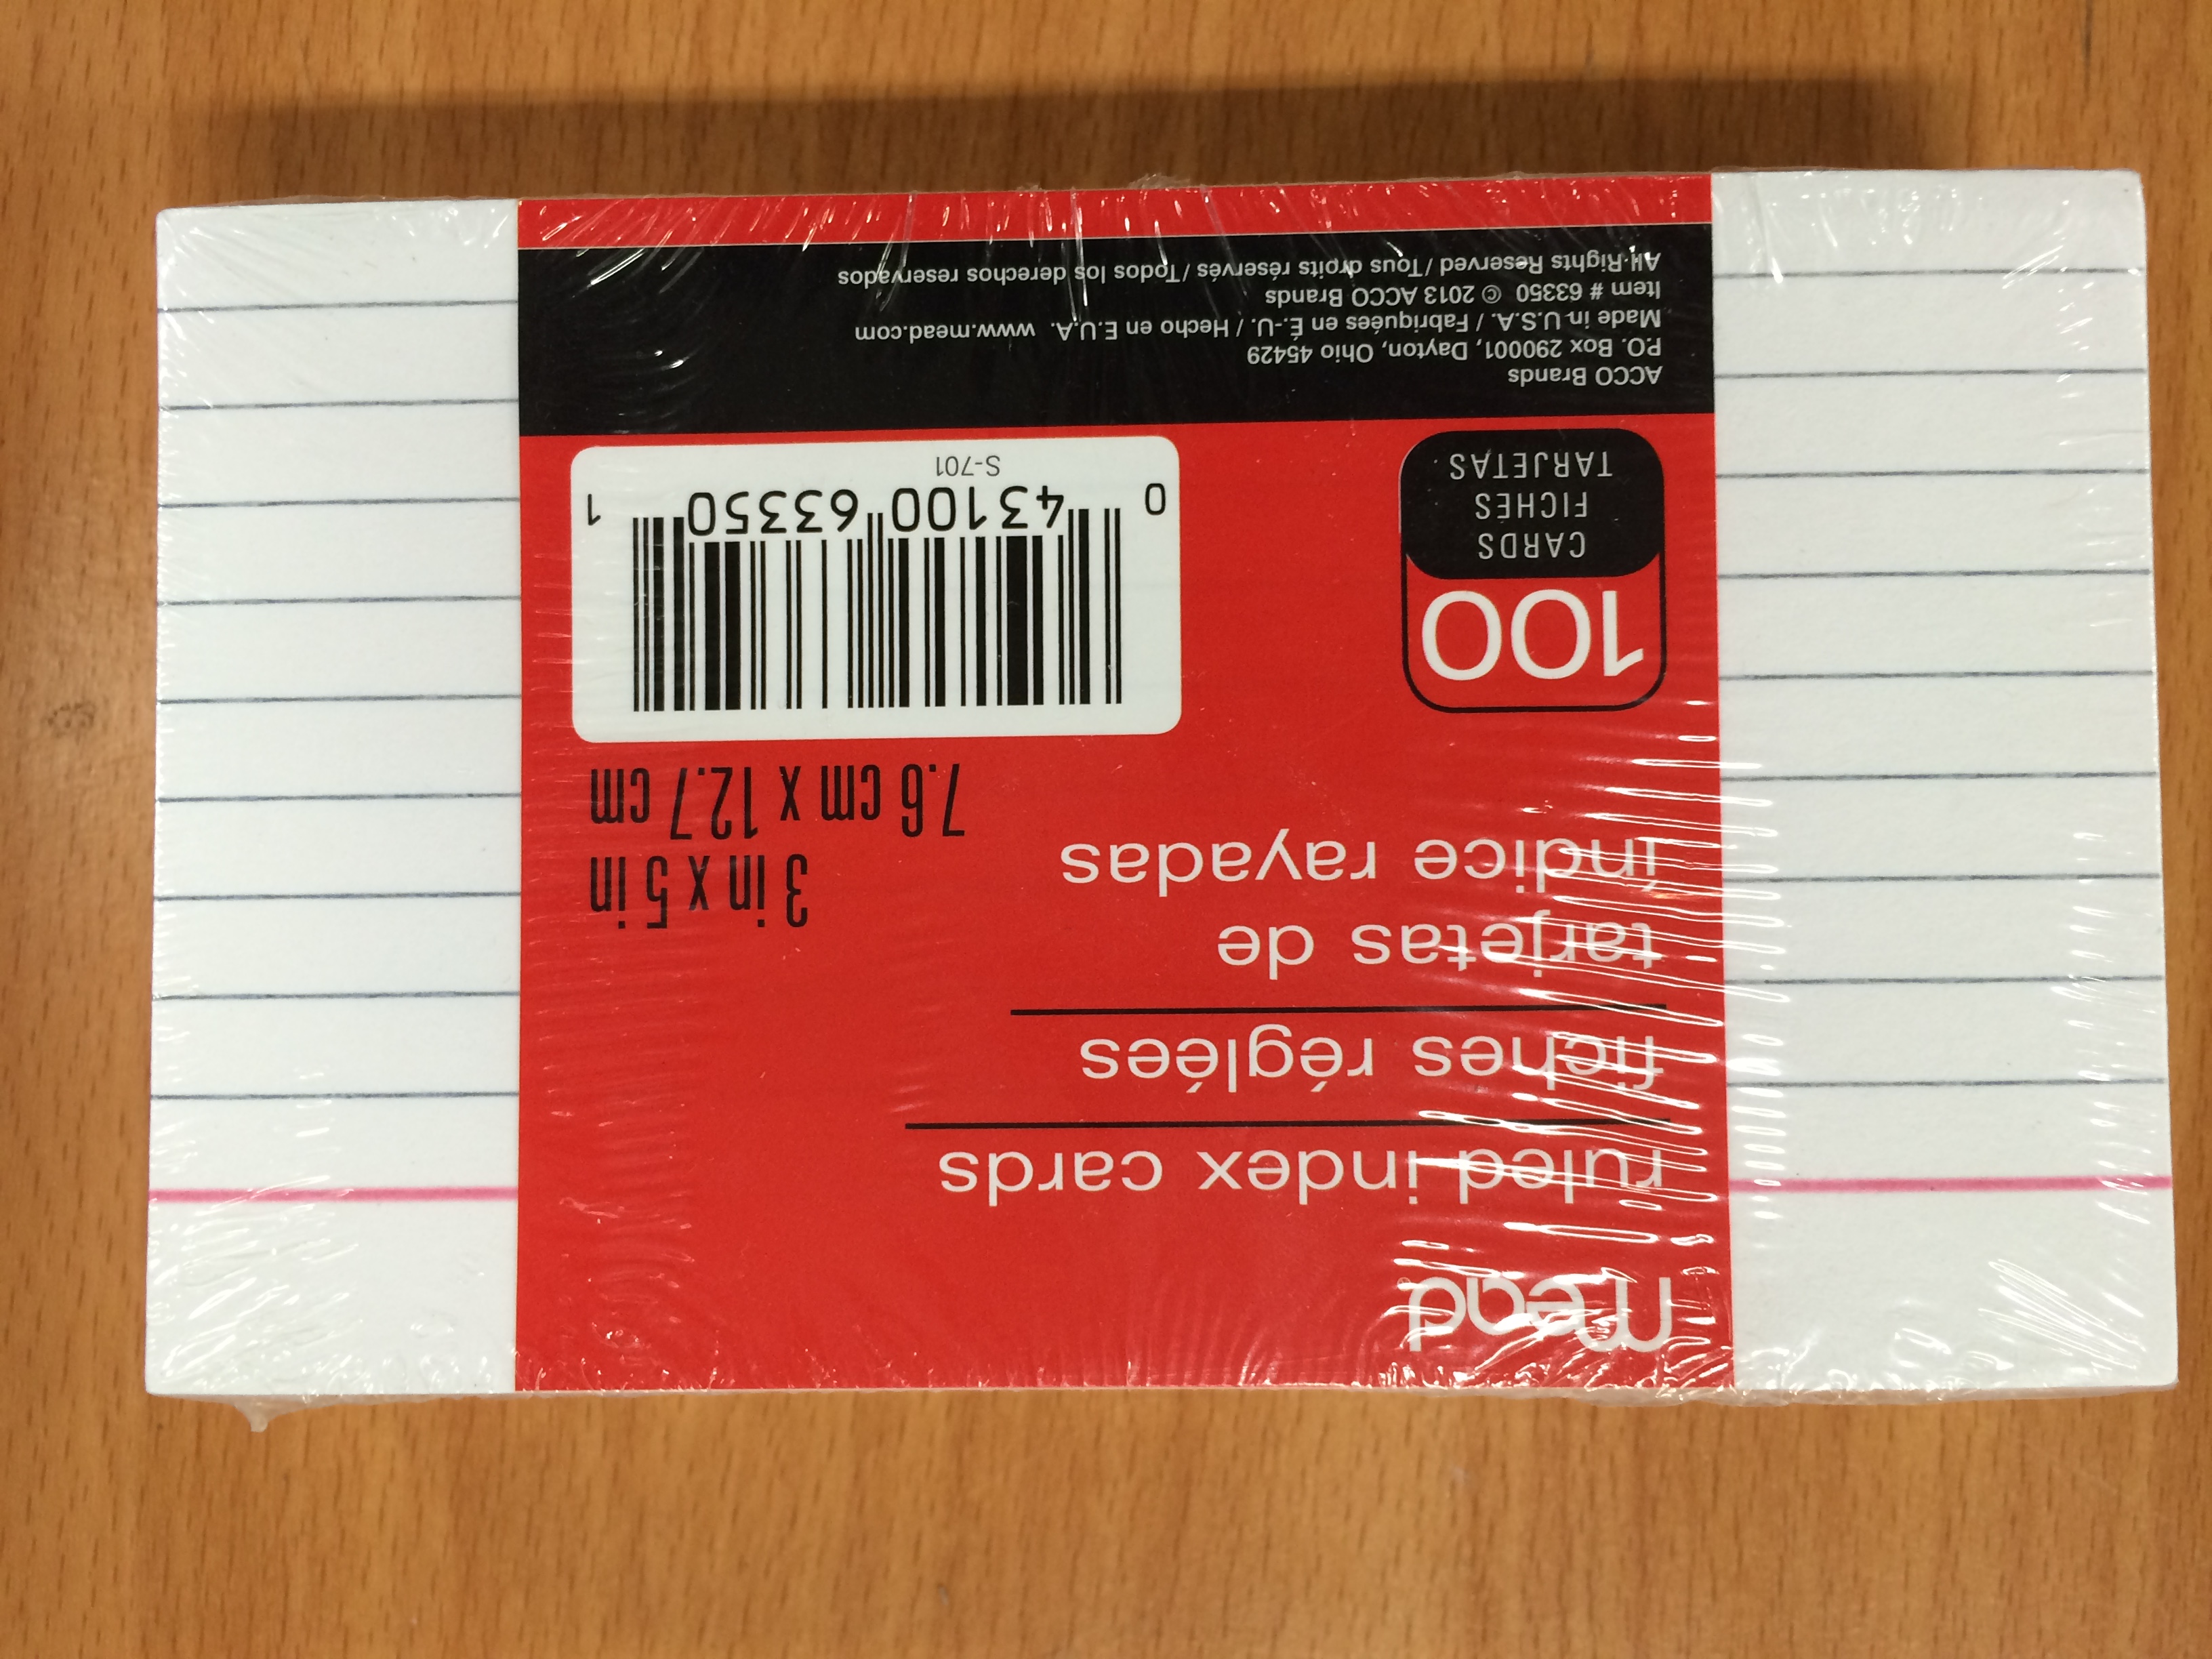 mead
ruled index cards
fiches réglées
tarjetas de
índice rayadas
3 in x 5 in
7.6 cm x 12.7 cm
100
CARDS
FICHES
TARJETAS
0 43100 63350 1
S-701
ACCO Brands
P.O. Box 290001, Dayton, Ohio 45429
Made in U.S.A. / Fabriquées en É.-U. / Hecho en E.U.A. www.mead.com
Item # 63350 © 2013 ACCO Brands
All Rights Reserved / Tous droits réservés / Todos los derechos reservados